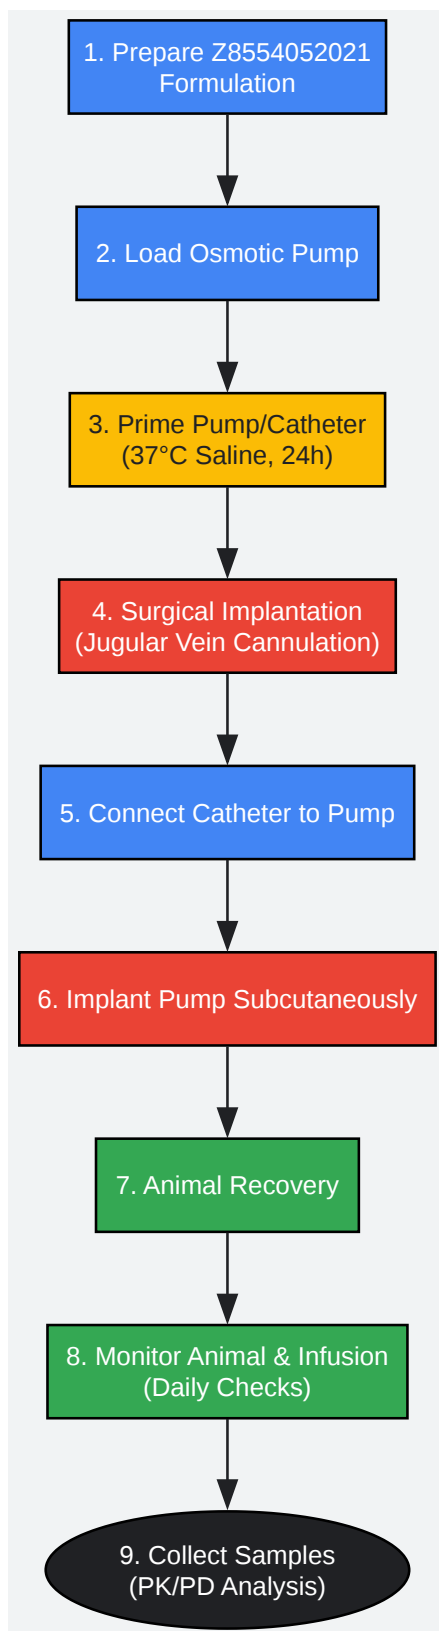 1. Prepare Z8554052021
Formulation
2. Load Osmotic Pump
3. Prime Pump/Catheter
(37°C Saline, 24h)
4. Surgical Implantation
(Jugular Vein Cannulation)
5. Connect Catheter to Pump
6. Implant Pump Subcutaneously
7. Animal Recovery
8. Monitor Animal & Infusion
(Daily Checks)
9. Collect Samples
(PK/PD Analysis)